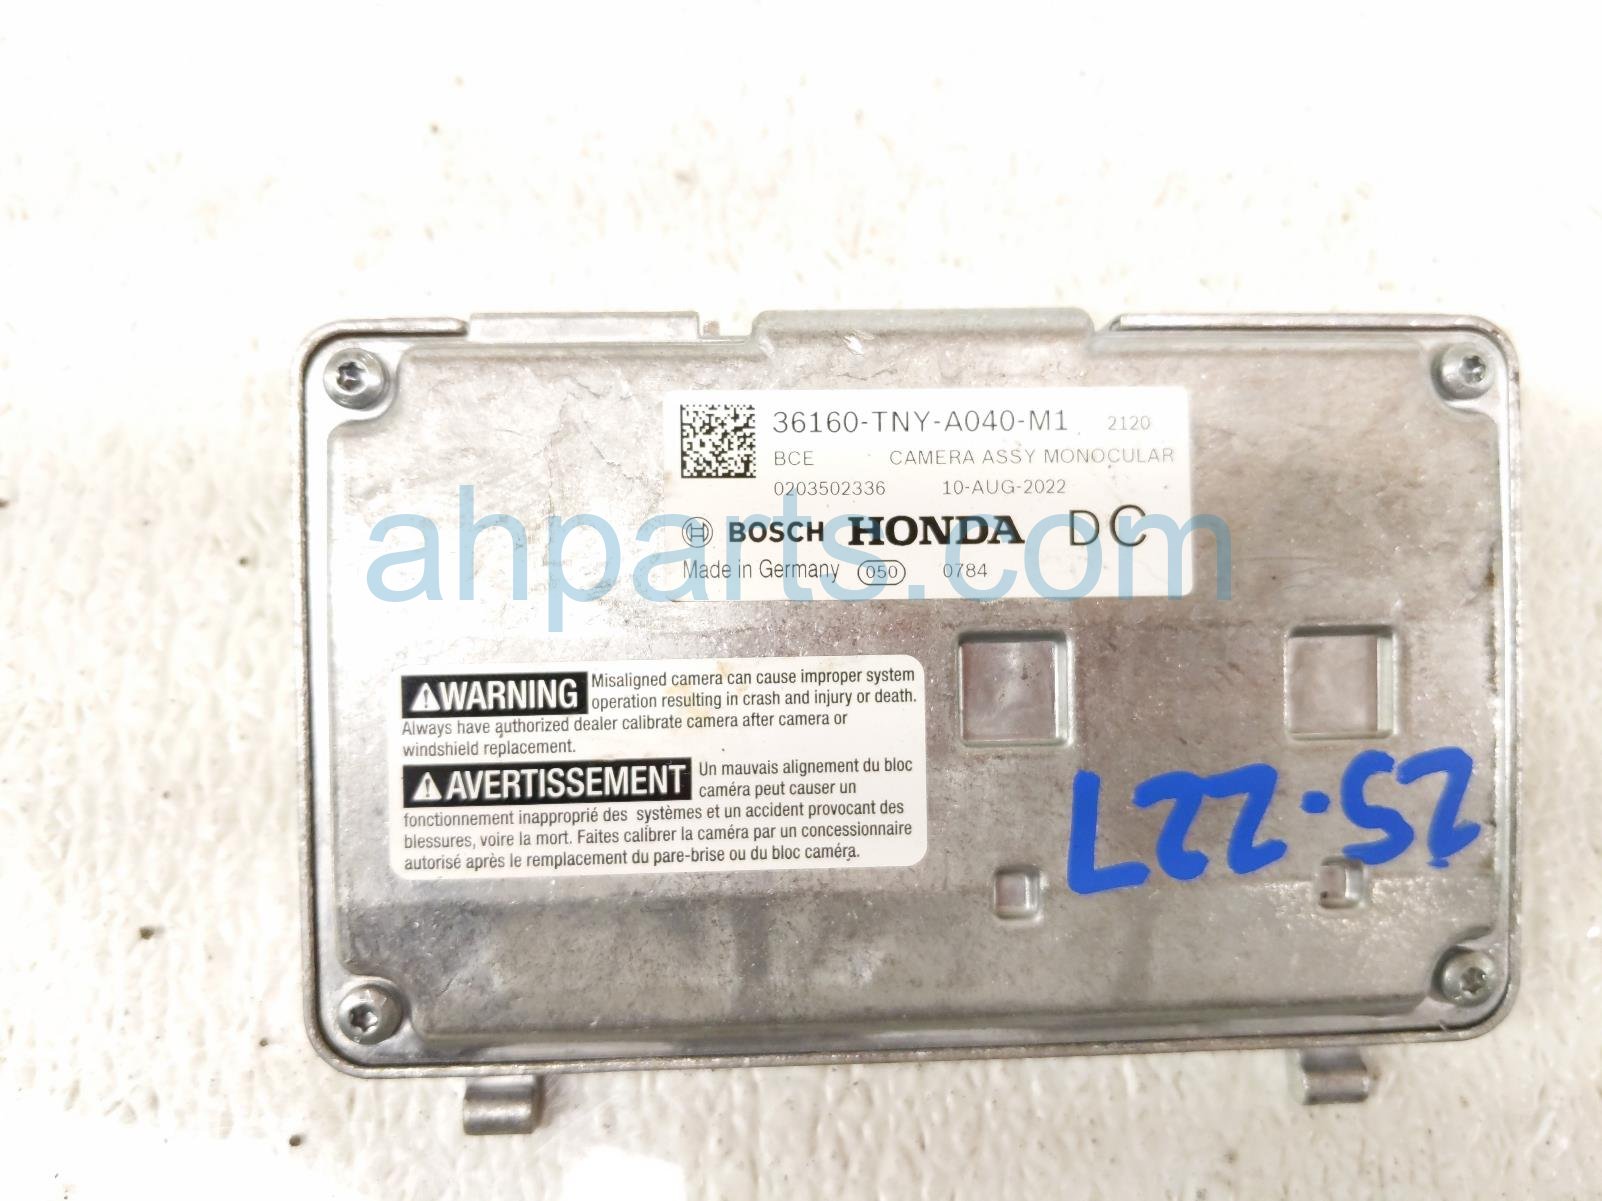 36160-TNY-A040-M1 2120
BCE CAMERA ASSY MONOCULAR
0203502336 10-AUG-2022
BOSCH HONDA DC
Made in Germany 050 0784
ahparts.com
WARNING Misaligned camera can cause improper system
operation resulting in crash and injury or death.
Always have authorized dealer calibrate camera after camera or
windshield replacement.
AVERTISSEMENT Un mauvais alignement du bloc
caméra peut causer un
fonctionnement inapproprié des systèmes et un accident provocant des
blessures, voire la mort. Faites calibrer la caméra par un concessionnaire
autorisé après le remplacement du pare-brise ou du bloc caméra.
25.227